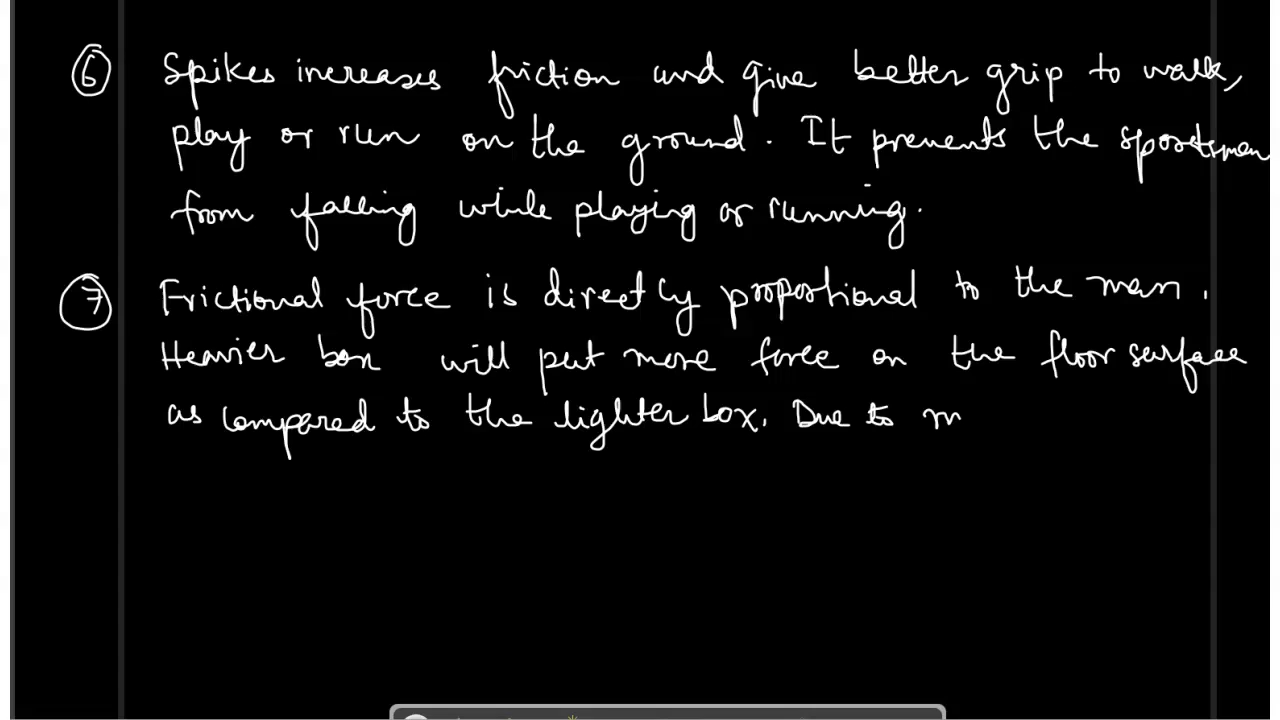 6 Spikes increases friction and give better grip to walk,
play or run on the ground. It prevents the sportsmen
from falling while playing or running.
7 Frictional force is directly proportional to the mass.
Heavier box will put more force on the floor surface
as compared to the lighter box. Due to m